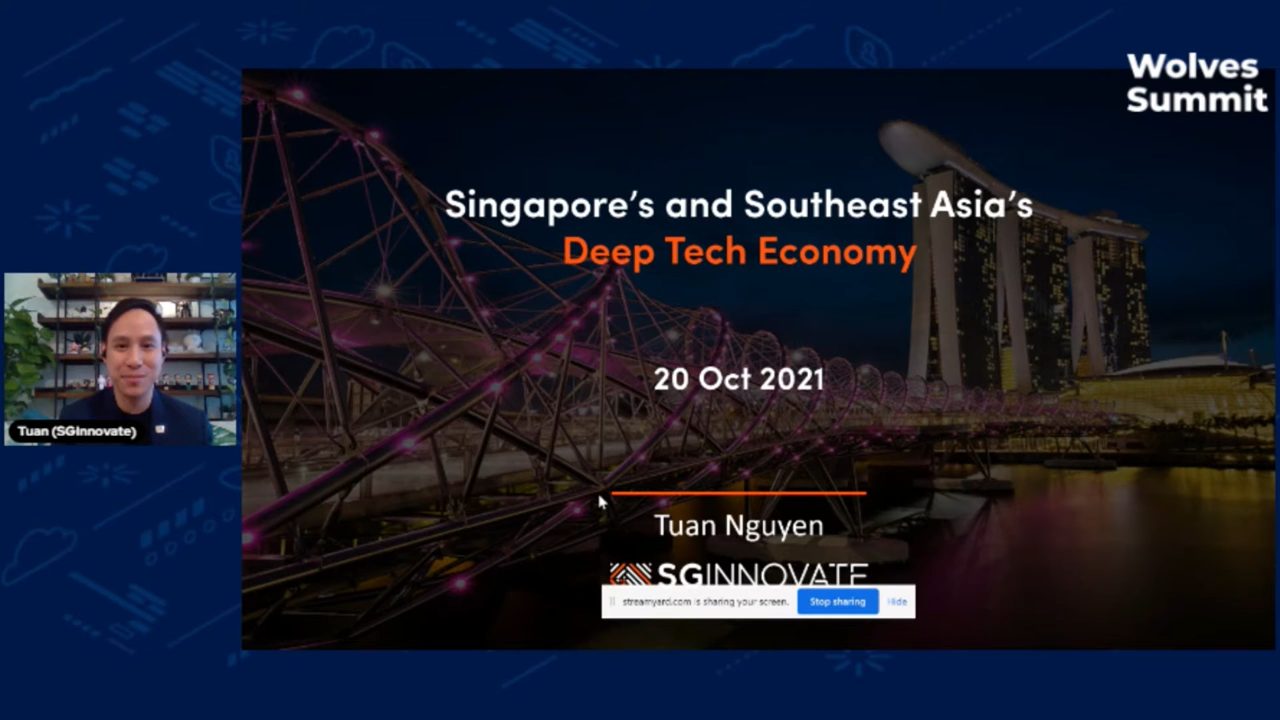 Wolves
Summit
Singapore's and Southeast Asia's
Deep Tech Economy
20 Oct 2021
Tuan (SGInnovate)
Tuan Nguyen
SGINNOVATE
streamyard.com is sharing your screen.
Stop sharing
Hide